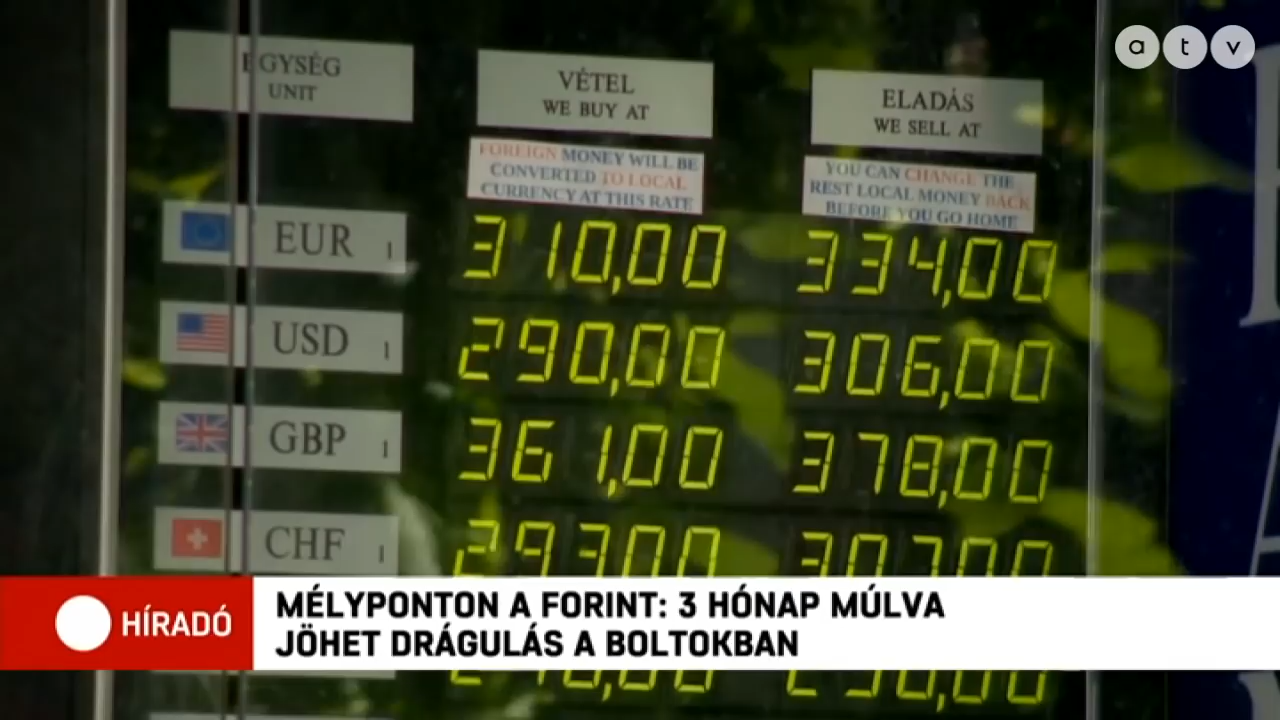 a t v
EGYSÉG
UNIT
VÉTEL
WE BUY AT
ELADÁS
WE SELL AT
FOREIGN MONEY WILL BE
CONVERTED TO LOCAL
CURRENCY AT THIS RATE
YOU CAN CHANGE THE
REST LOCAL MONEY BACK
BEFORE YOU GO HOME
EUR 1 310,00 334,00
USD 1 290,00 306,00
GBP 1 361,00 378,00
CHF 1
HÍRADÓ
MÉLYPONTON A FORINT: 3 HÓNAP MÚLVA
JÖHET DRÁGULÁS A BOLTOKBAN